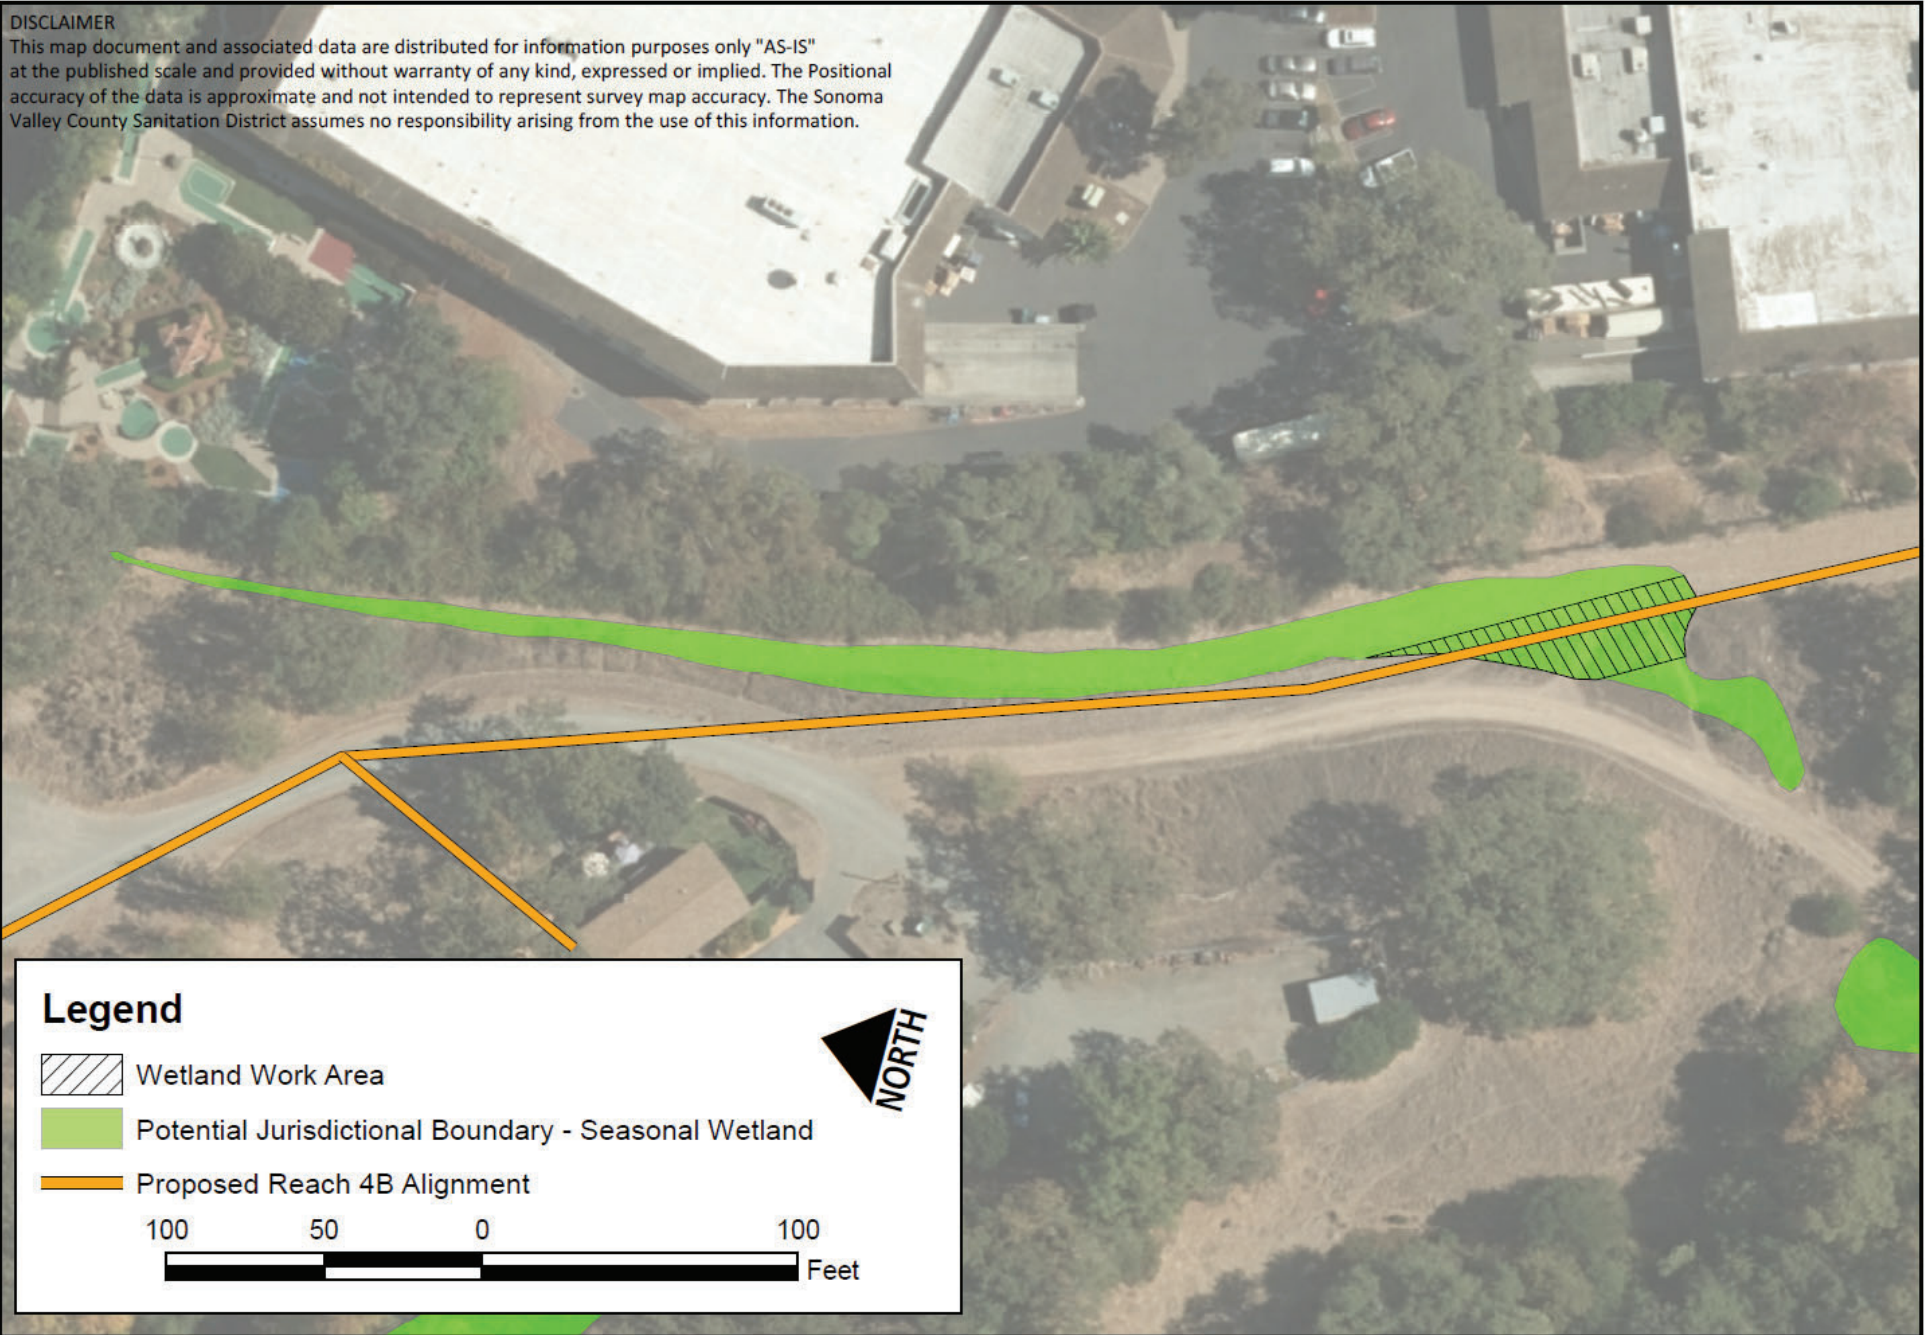 DISCLAIMER
This map document and associated data are distributed for information purposes only "AS-IS"
at the published scale and provided without warranty of any kind, expressed or implied. The Positional
accuracy of the data is approximate and not intended to represent survey map accuracy. The Sonoma
Valley County Sanitation District assumes no responsibility arising from the use of this information.
Legend
NORTH
Wetland Work Area
Potential Jurisdictional Boundary - Seasonal Wetland
Proposed Reach 4B Alignment
100 50 0 100
Feet